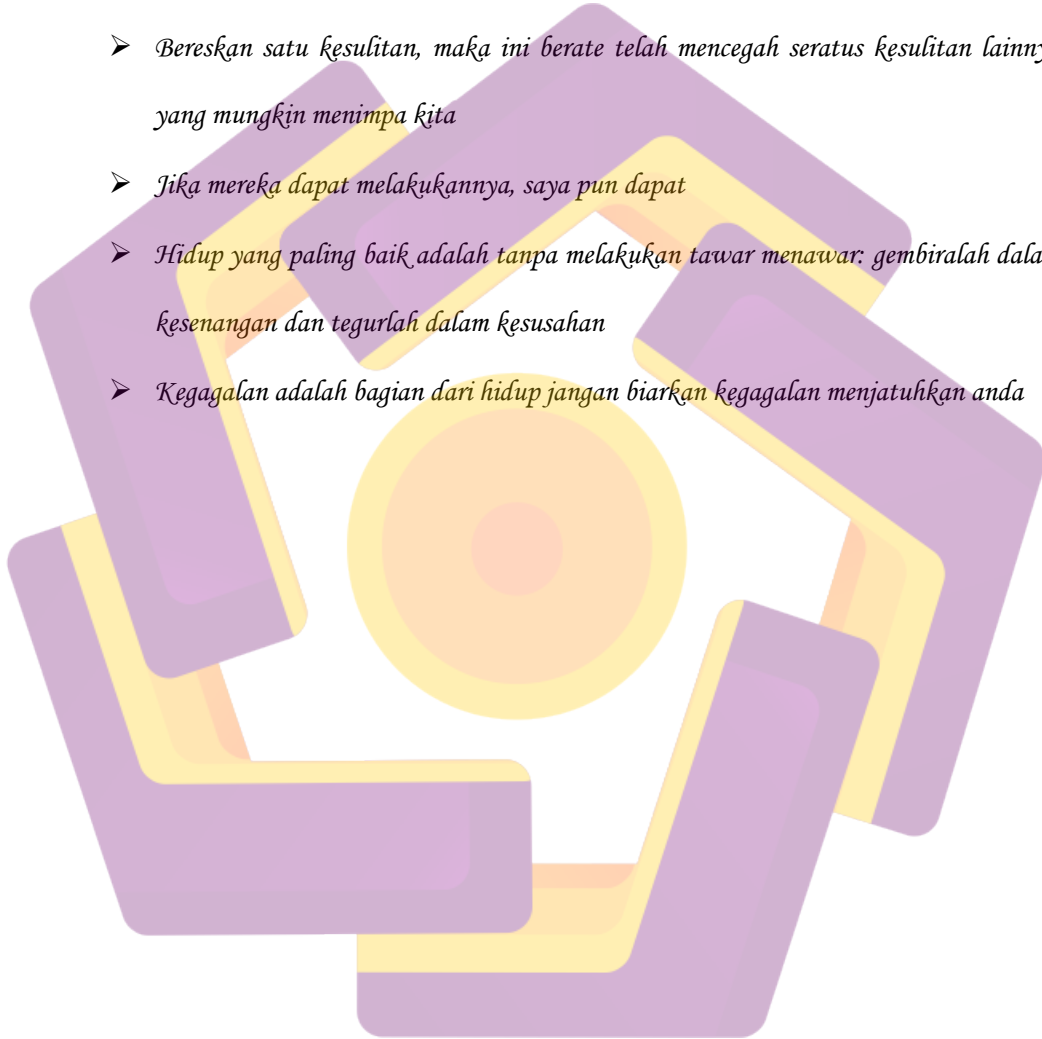 ➢ Bereskan satu kesulitan, maka ini berate telah mencegah seratus kesulitan lainny
yang mungkin menimpa kita
➢ Jika mereka dapat melakukannya, saya pun dapat
➢ Hidup yang paling baik adalah tanpa melakukan tawar menawar: gembiralah dala
kesenangan dan tegurlah dalam kesusahan
➢ Kegagalan adalah bagian dari hidup jangan biarkan kegagalan menjatuhkan anda